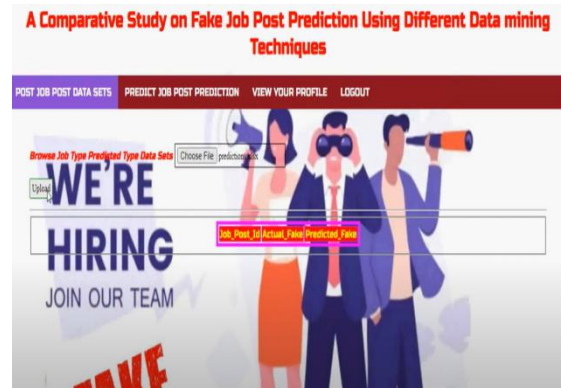 A Comparative Study on Fake Job Post Prediction Using Different Data mining
Techniques
POST JOB POST DATA SETS PREDICT JOB POST PREDICTION VIEW YOUR PROFILE LOGOUT
Browse Job Type Predicted Type Data Sets Choose File
Upload
WE'RE
HIRING
Job_Post_Id Actual_Fake Predicted_Fake
JOIN OUR TEAM
FAKE